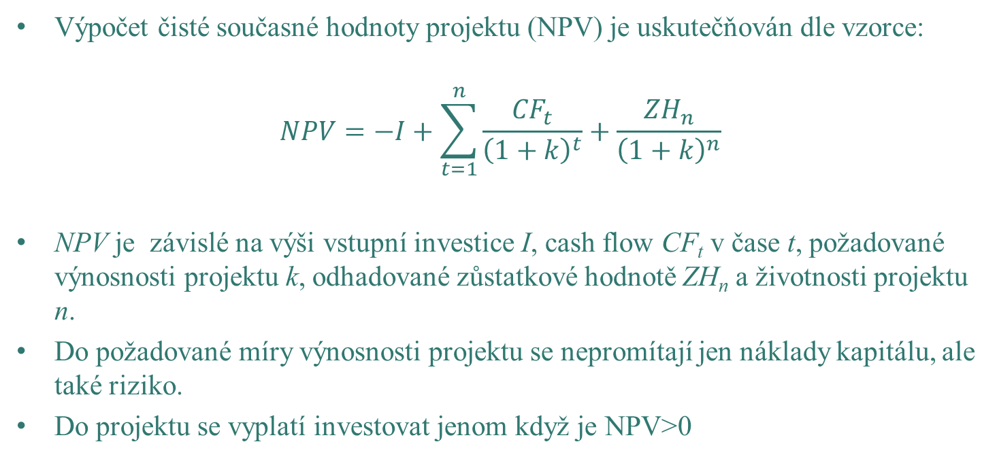 • Výpočet čisté současné hodnoty projektu (NPV) je uskutečňován dle vzorce:
NPV = −I + ∑_{t=1}^{n} CF_t/(1 + k)^t + ZH_n/(1 + k)^n
• NPV je závislé na výši vstupní investice I, cash flow CF_t v čase t, požadované
výnosnosti projektu k, odhadované zůstatkové hodnotě ZH_n a životnosti projektu
n.
• Do požadované míry výnosnosti projektu se nepromítají jen náklady kapitálu, ale
také riziko.
• Do projektu se vyplatí investovat jenom když je NPV>0